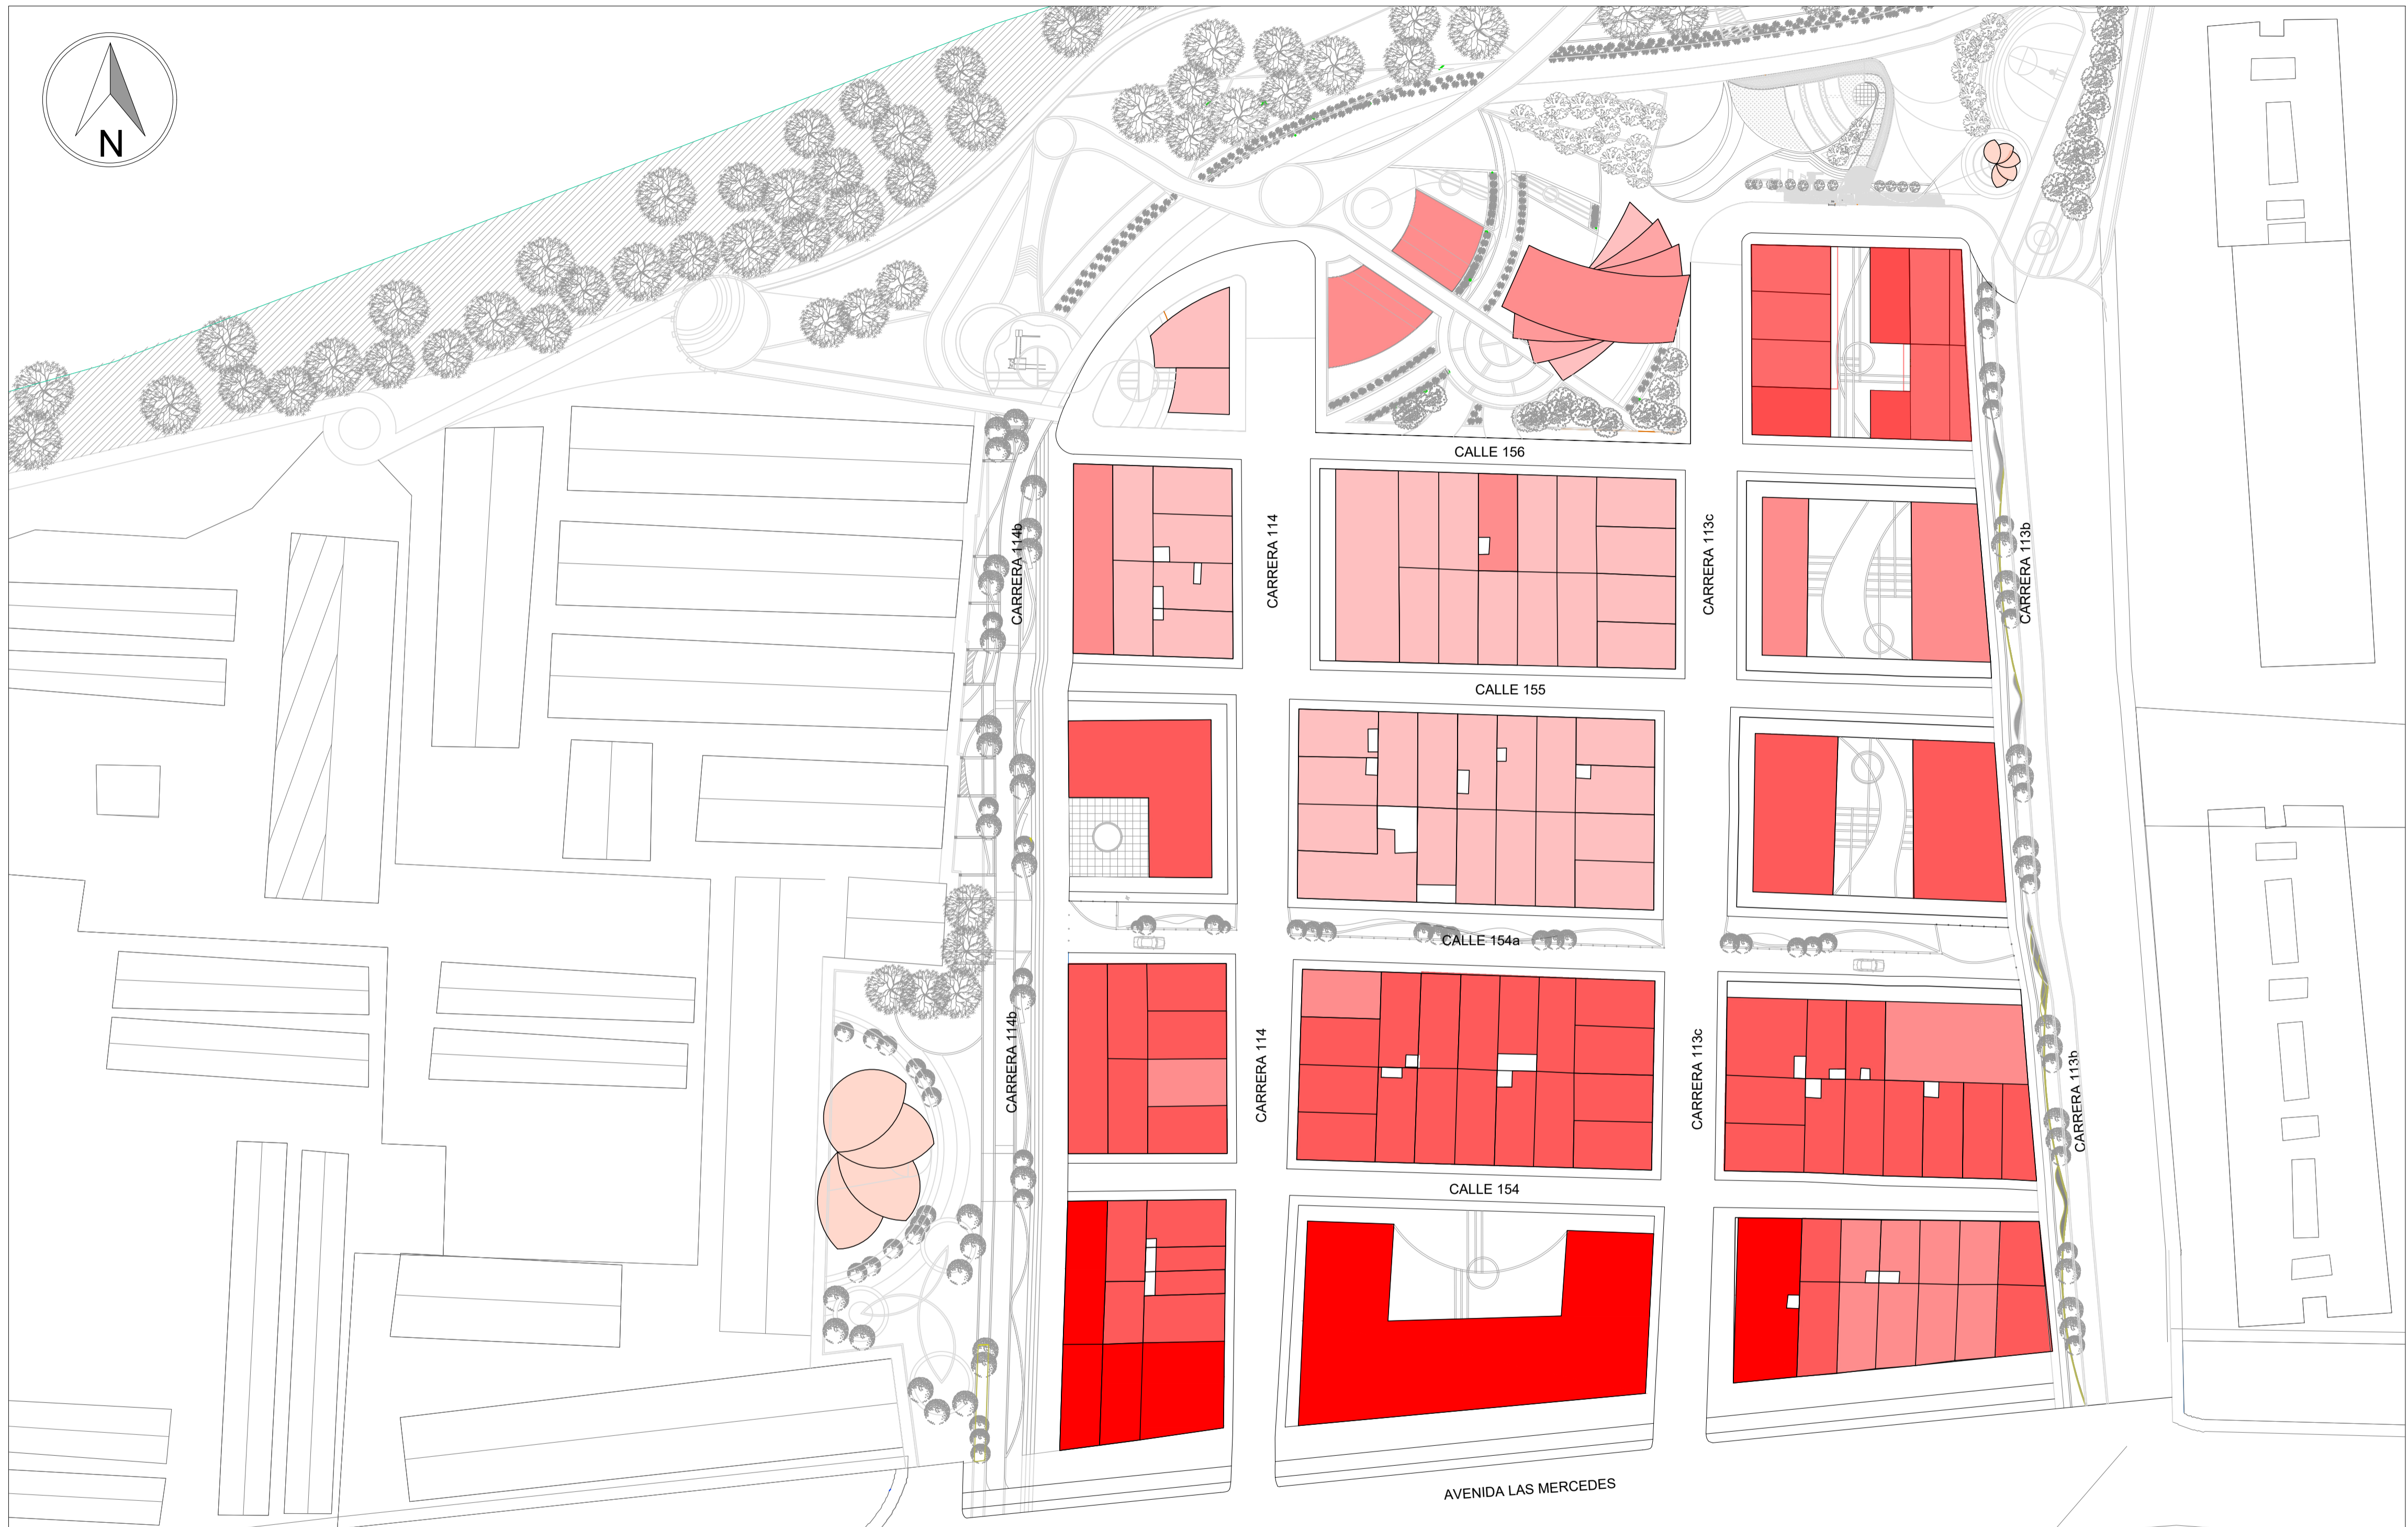 N
CALLE 156
CARRERA 114b
CARRERA 114
CARRERA 113c
CARRERA 113b
CALLE 155
CALLE 154a
CARRERA 114b
CARRERA 114
CARRERA 113c
CARRERA 113b
CALLE 154
AVENIDA LAS MERCEDES